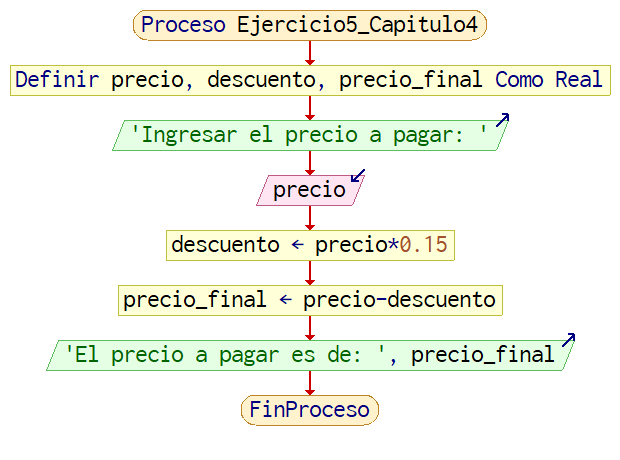 Proceso Ejercicio5_Capitulo4
Definir precio, descuento, precio_final Como Real
'Ingresar el precio a pagar: '
precio
descuento ← precio*0.15
precio_final ← precio-descuento
'El precio a pagar es de: ', precio_final
FinProceso